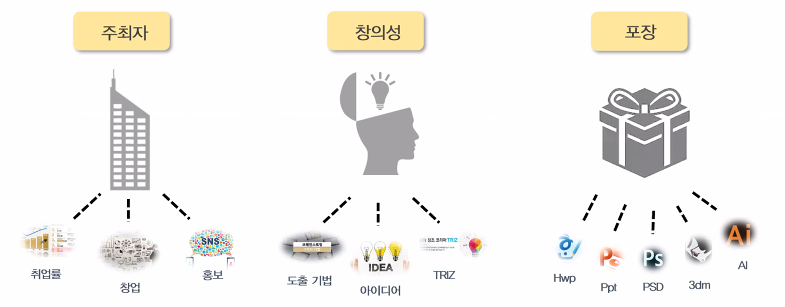 주최자
창의성
포장
SNS
취업률
창업
홍보
IDEA
도출 기법
아이디어
TRIZ
Ps
Ps
Ai
Hwp
Ppt
PSD
3dm
AI